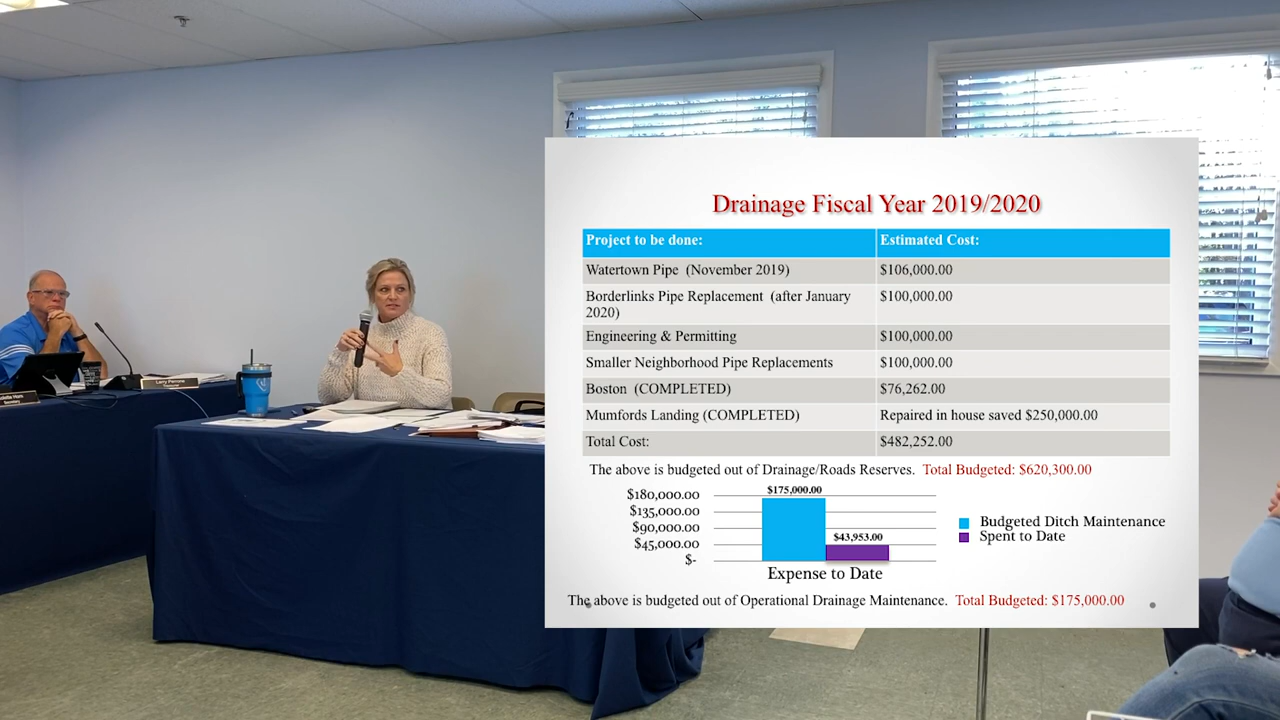 Drainage Fiscal Year 2019/2020
Project to be done: Estimated Cost:
Watertown Pipe (November 2019) $106,000.00
Borderlinks Pipe Replacement (after January
2020) $100,000.00
Engineering & Permitting $100,000.00
Smaller Neighborhood Pipe Replacements $100,000.00
Boston (COMPLETED) $76,262.00
Mumfords Landing (COMPLETED) Repaired in house saved $250,000.00
Total Cost: $482,252.00
The above is budgeted out of Drainage/Roads Reserves. Total Budgeted: $620,300.00
$180,000.00
$135,000.00
$90,000.00
$45,000.00
$-
$175,000.00
$43,953.00
Expense to Date
Budgeted Ditch Maintenance
Spent to Date
The above is budgeted out of Operational Drainage Maintenance. Total Budgeted: $175,000.00
Larry Perrone
Treasurer
Horn
Secretary